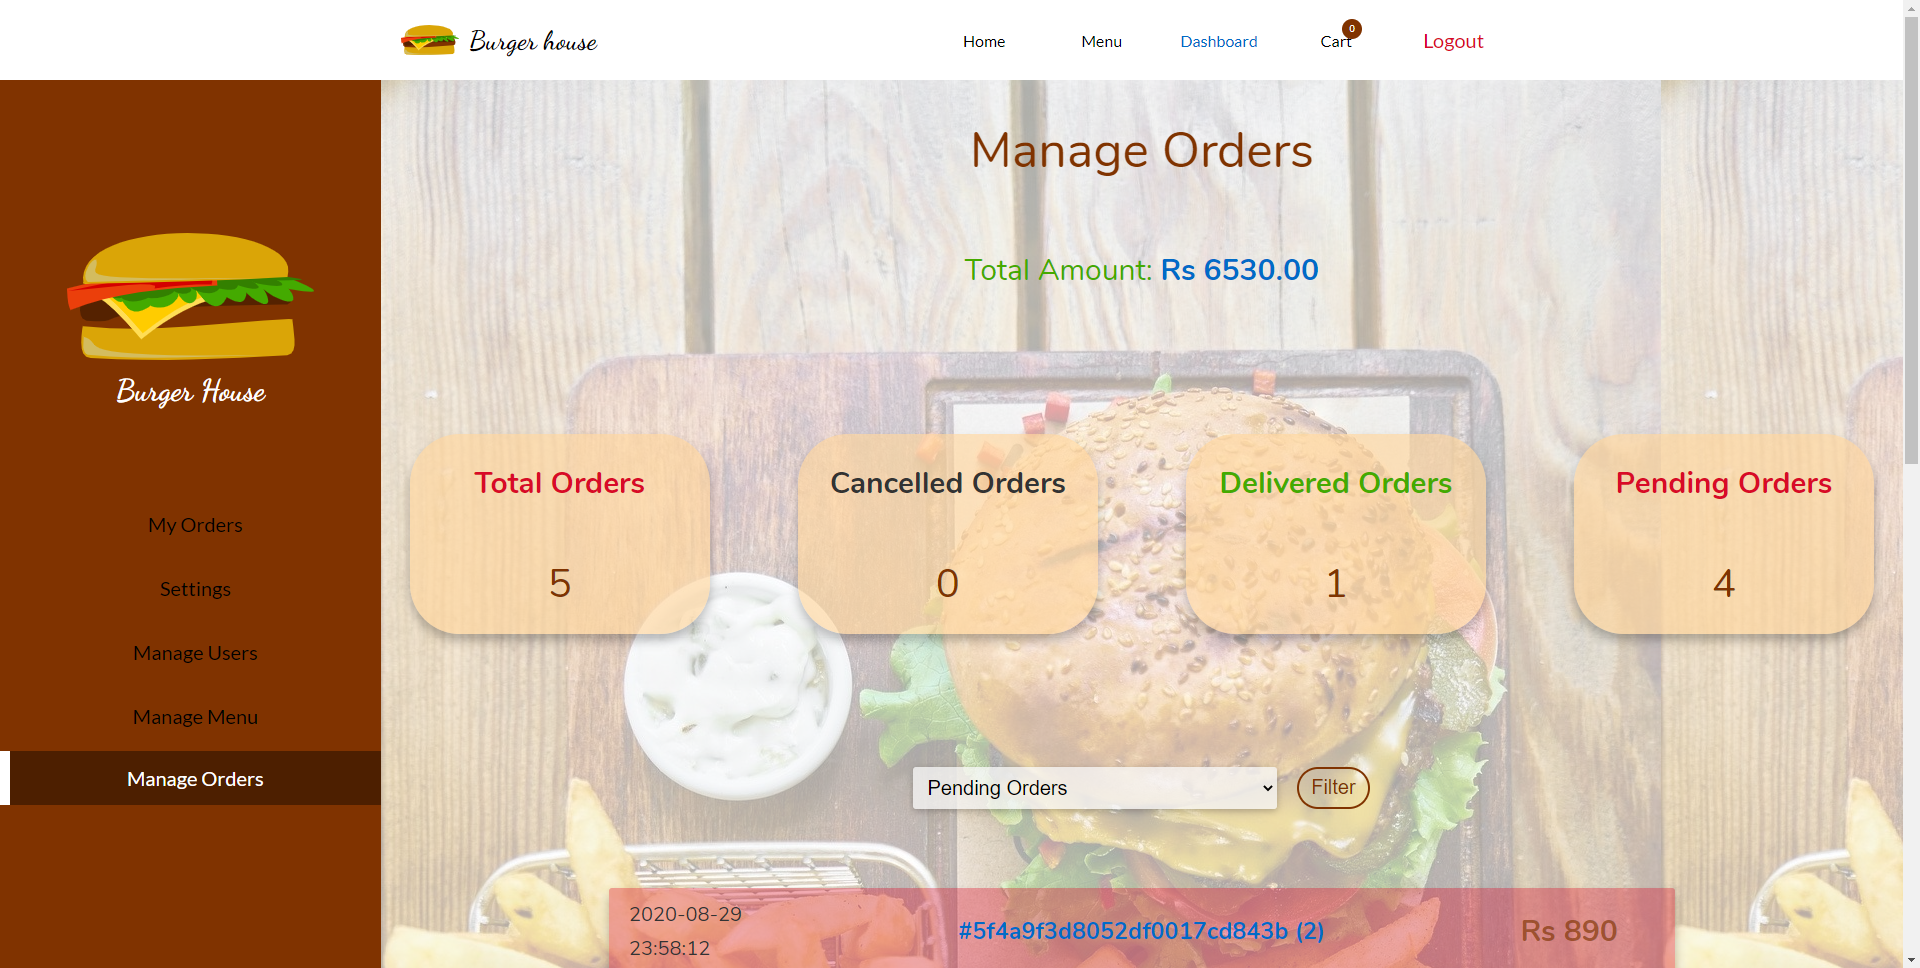 Burger house
Home
Menu
Dashboard
Cart
0
Logout
Burger House
My Orders
Settings
Manage Users
Manage Menu
Manage Orders
Manage Orders
Total Amount: Rs 6530.00
Total Orders
5
Cancelled Orders
0
Delivered Orders
1
Pending Orders
4
Pending Orders
Filter
2020-08-29
23:58:12
#5f4a9f3d8052df0017cd843b (2)
Rs 890